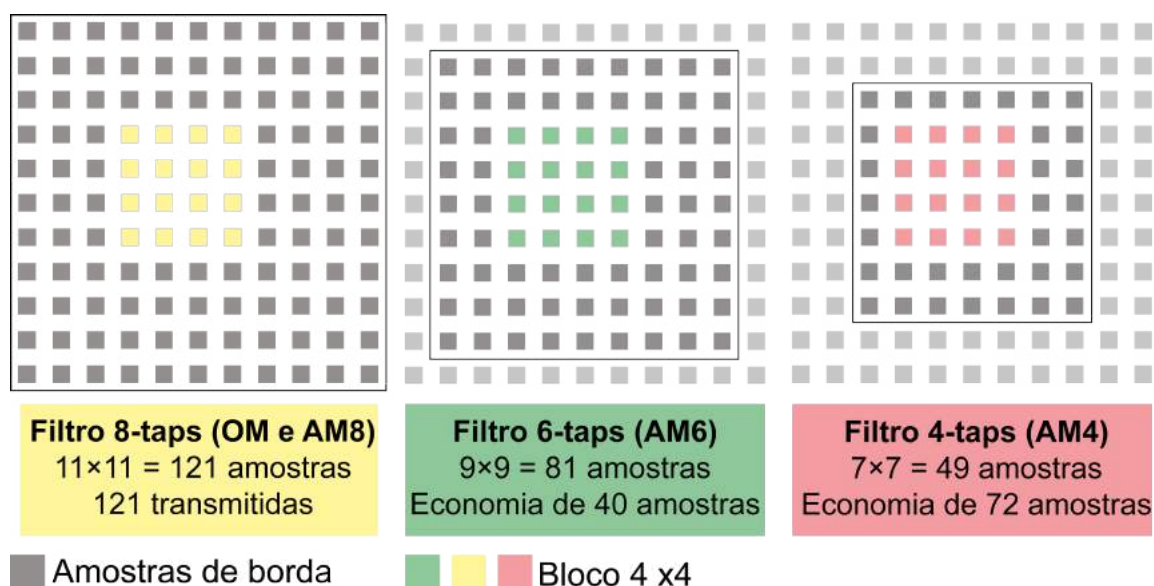 Filtro 8-taps (OM e AM8)
11×11 = 121 amostras
121 transmitidas
Filtro 6-taps (AM6)
9×9 = 81 amostras
Economia de 40 amostras
Filtro 4-taps (AM4)
7×7 = 49 amostras
Economia de 72 amostras
Amostras de borda
Bloco 4 x4